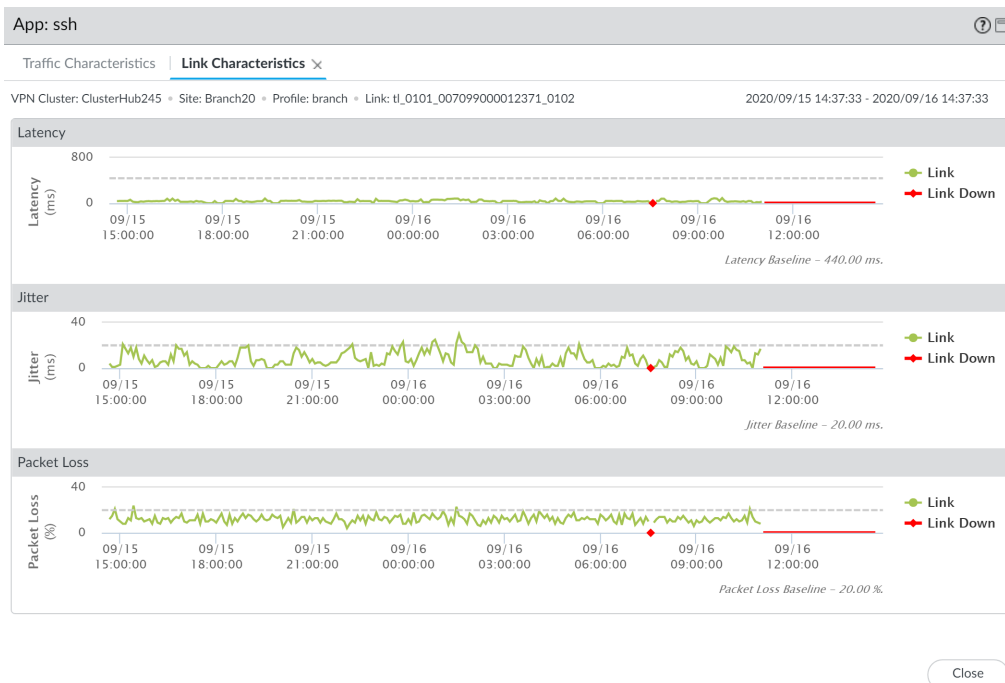 App: ssh
Traffic Characteristics Link Characteristics
VPN Cluster: ClusterHub245 Site: Branch20 Profile: branch Link: tl_0101_007099000012371_0102 2020/09/15 14:37:33 - 2020/09/16 14:37:33
Latency
Latency
(ms)
800
0
09/15 09/15 09/15 09/16 09/16 09/16 09/16 09/16
15:00:00 18:00:00 21:00:00 00:00:00 03:00:00 06:00:00 09:00:00 12:00:00
Link
Link Down
Latency Baseline – 440.00 ms.
Jitter
Jitter
(ms)
40
0
09/15 09/15 09/15 09/16 09/16 09/16 09/16 09/16
15:00:00 18:00:00 21:00:00 00:00:00 03:00:00 06:00:00 09:00:00 12:00:00
Link
Link Down
Jitter Baseline – 20.00 ms.
Packet Loss
Packet Loss
(%)
40
0
09/15 09/15 09/15 09/16 09/16 09/16 09/16 09/16
15:00:00 18:00:00 21:00:00 00:00:00 03:00:00 06:00:00 09:00:00 12:00:00
Link
Link Down
Packet Loss Baseline – 20.00 %.
Close